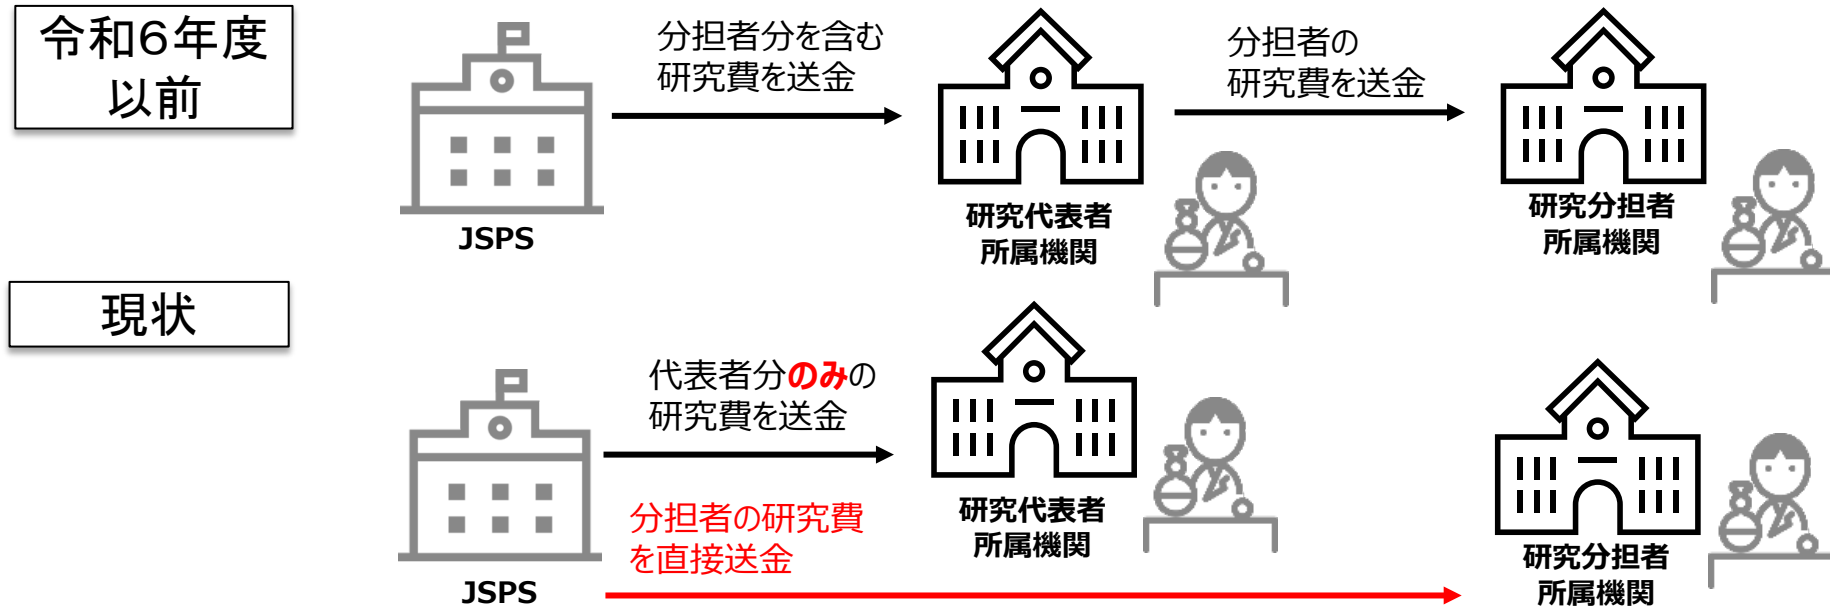 令和6年度
以前
分担者分を含む
研究費を送金
分担者の
研究費を送金
JSPS
研究代表者
所属機関
研究分担者
所属機関
現状
代表者分のみの
研究費を送金
分担者の研究費
を直接送金
JSPS
研究代表者
所属機関
研究分担者
所属機関